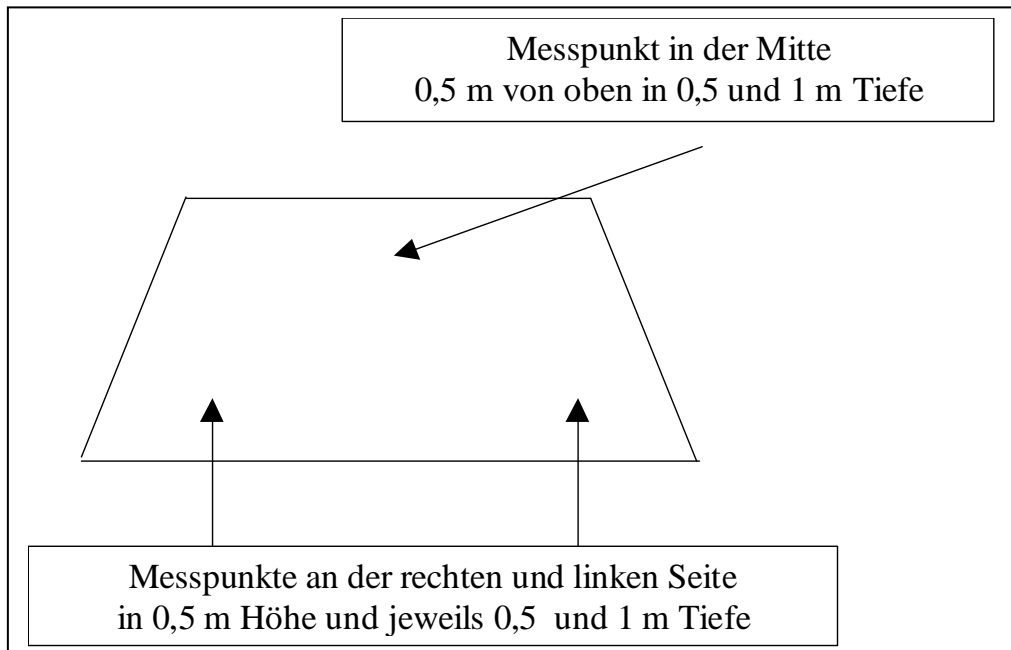 Messpunkt in der Mitte
0,5 m von oben in 0,5 und 1 m Tiefe
Messpunkte an der rechten und linken Seite
in 0,5 m Höhe und jeweils 0,5 und 1 m Tiefe